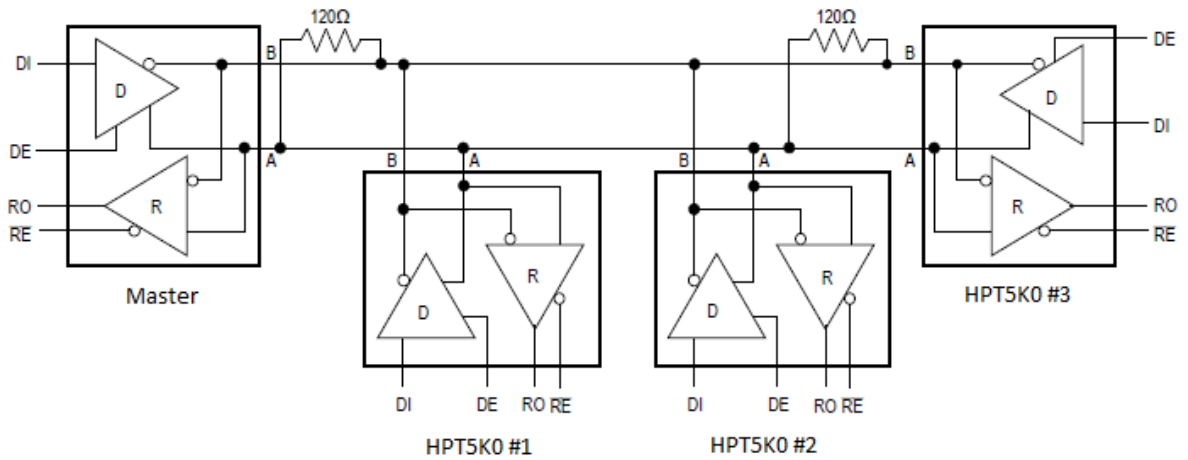 120Ω 120Ω
B B DE
DI D D
DI
DE A B A B A A
RO R R RO
RE RE
Master R R HPT5K0 #3
D D
DI DE RO RE DI DE RO RE
HPT5K0 #1 HPT5K0 #2